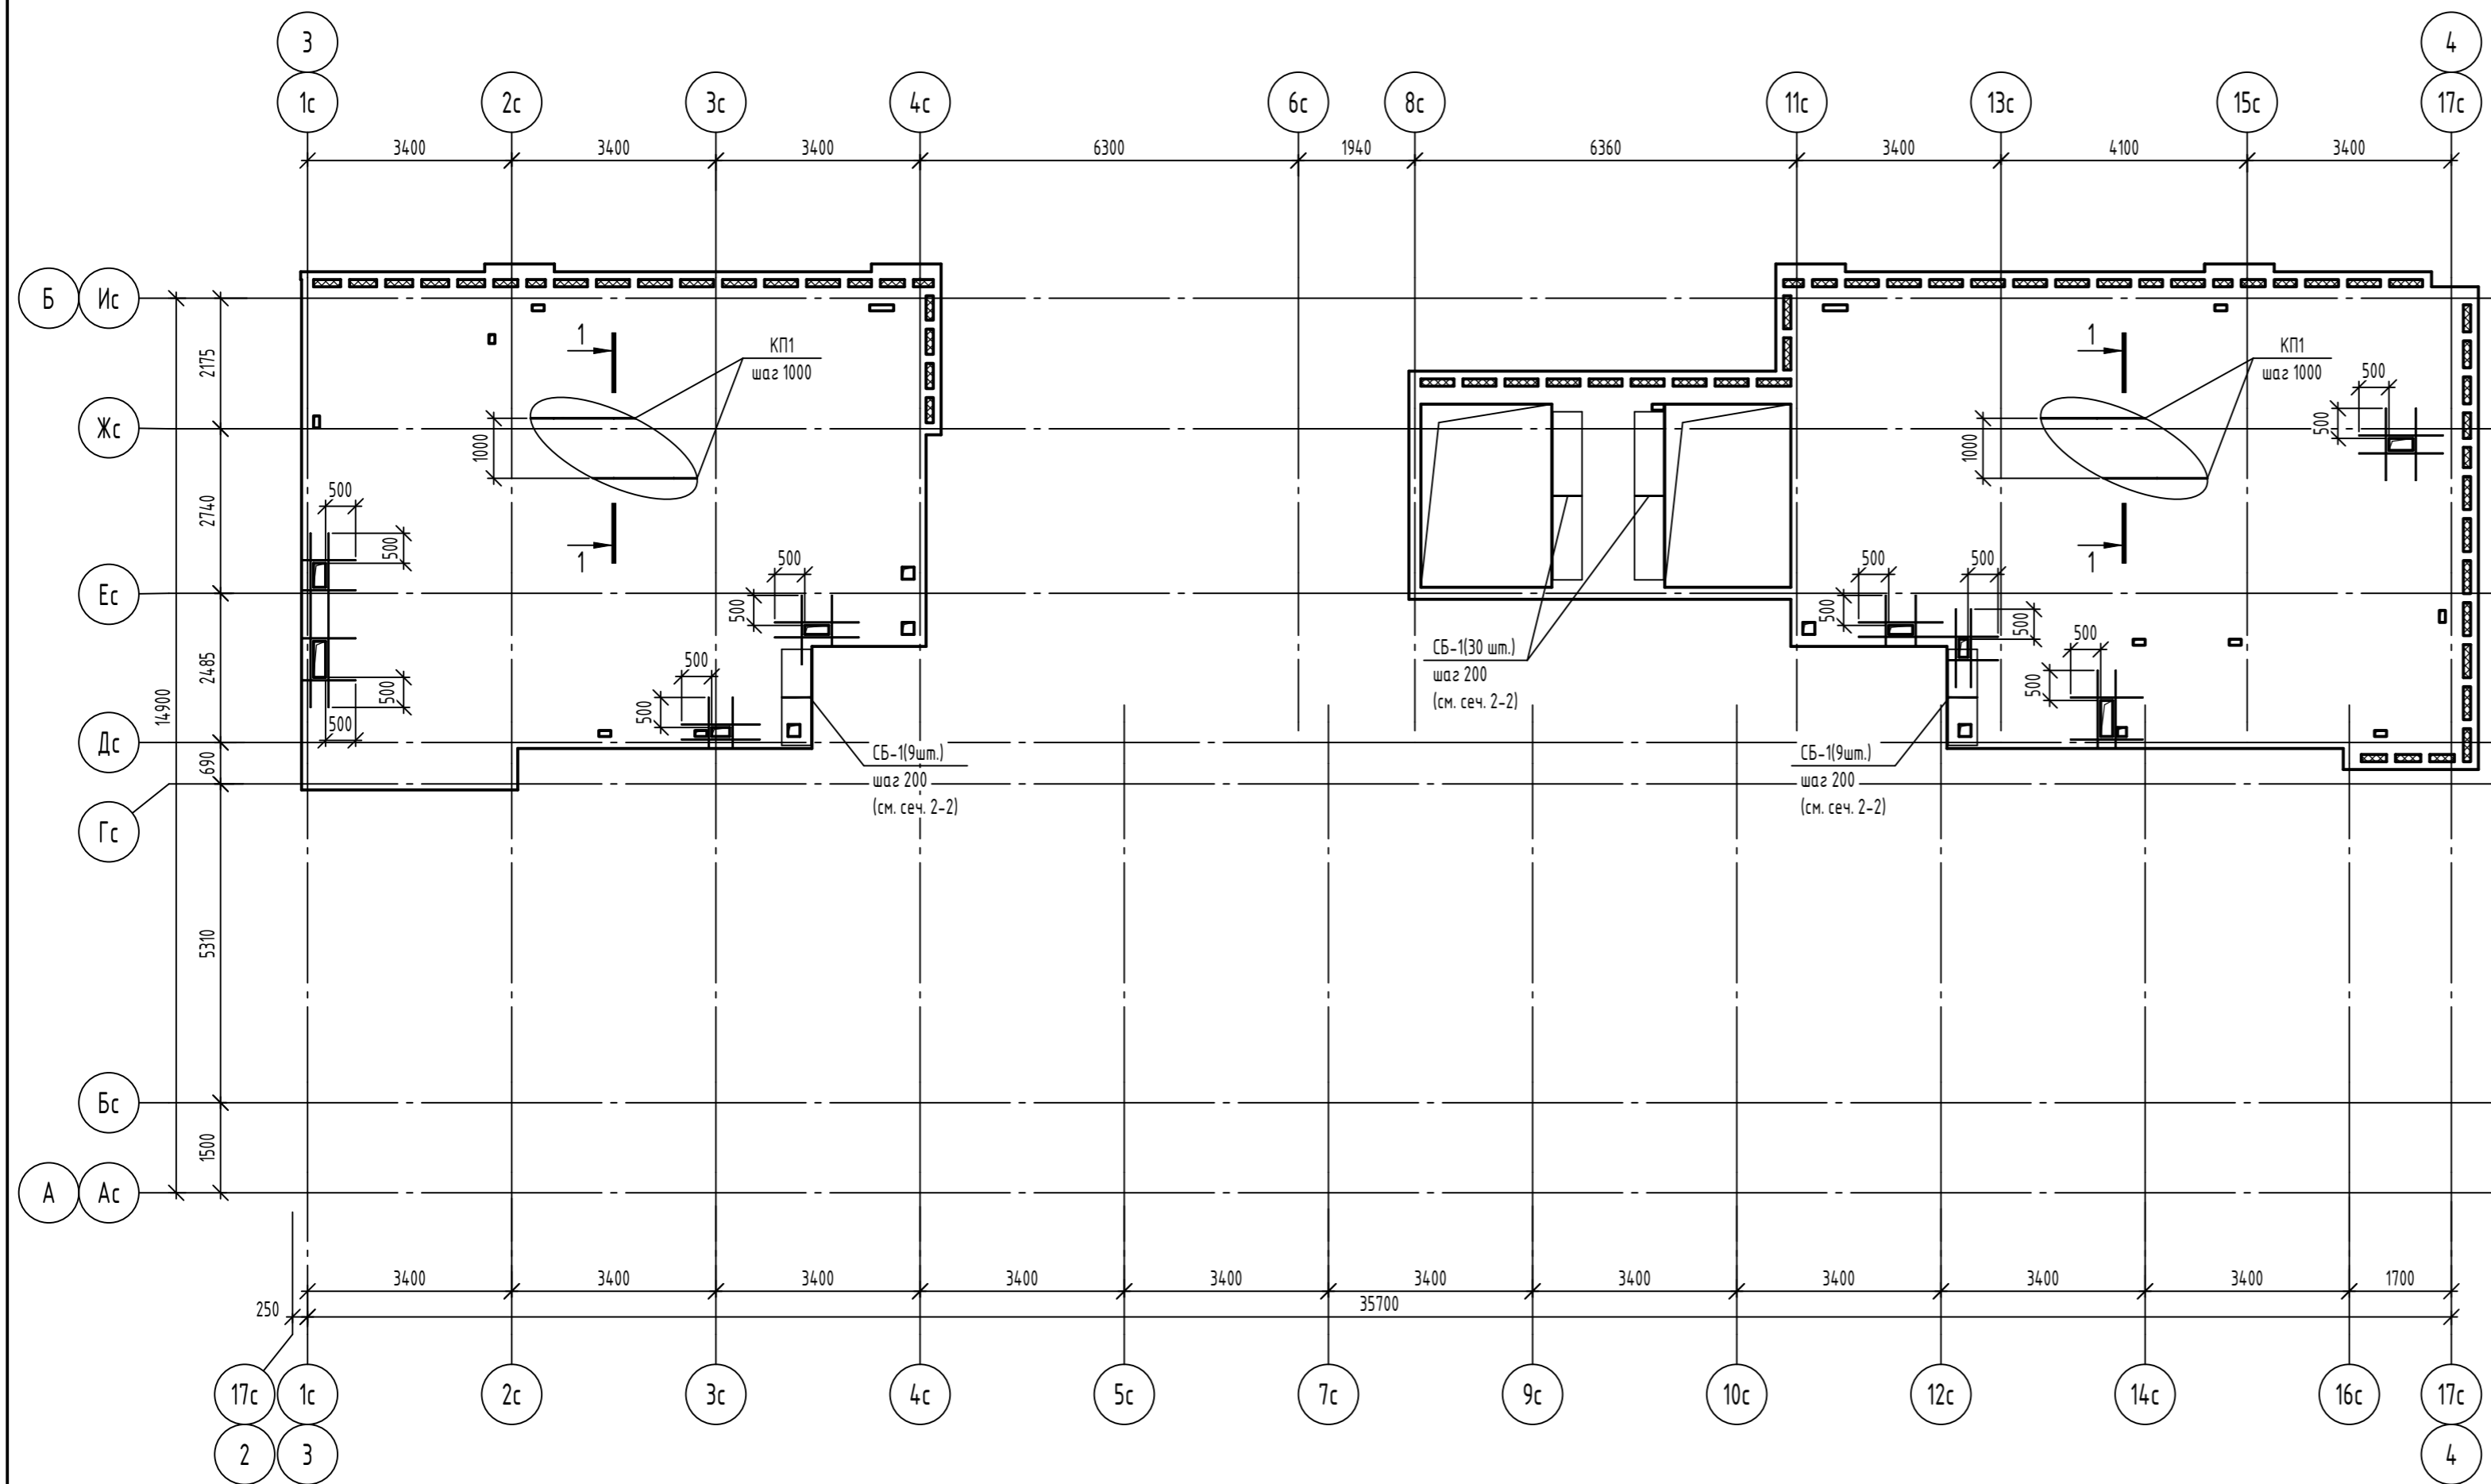 3 4
1с 2с 3с 4с 6с 8с 11с 13с 15с 17с
3400 3400 3400 6300 1940 6360 3400 4100 3400
Б Ис
1 КП1 1 КП1
шаг 1000 шаг 1000
2175
500
Жс
500
1000 1000
500
2740
500
1 1
500 500 500
Ес
500 500 500
СБ-1(30 шт.)
шаг 200
(см. сеч. 2-2)
500 500
2485
500 500 500
14900
500
Дс
690
СБ-1(9шт.) СБ-1(9шт.)
шаг 200 шаг 200
(см. сеч. 2-2) (см. сеч. 2-2)
Гс
5310
Бс
1500
А Ас
3400 3400 3400 3400 3400 3400 3400 3400 3400 3400 1700
250 35700
17с 1с 2с 3с 4с 5с 7с 9с 10с 12с 14с 16с 17с
2 3 4